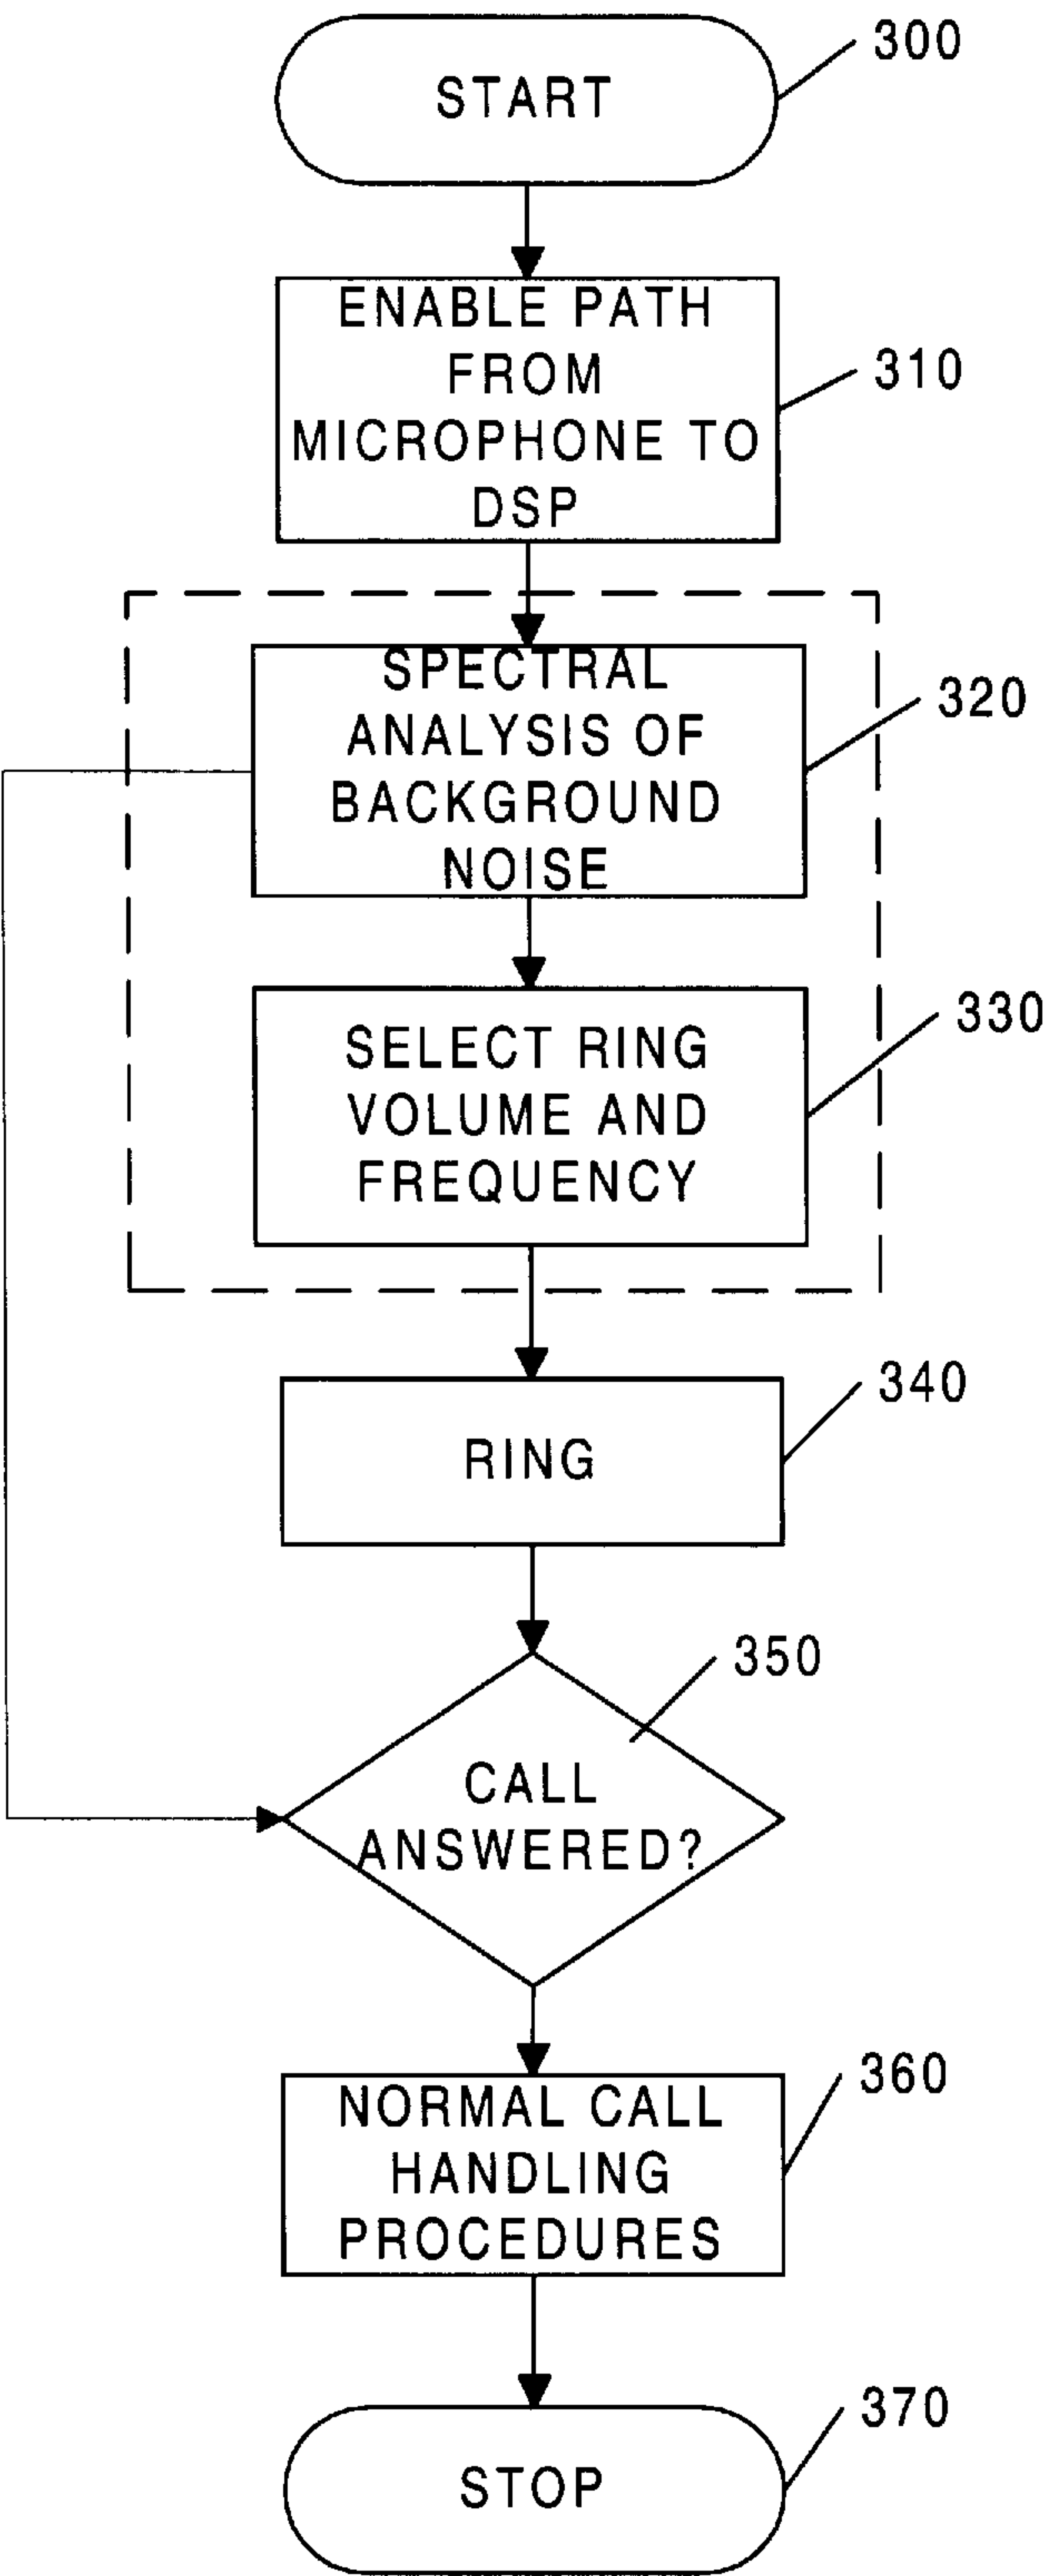 300
START
ENABLE PATH
FROM
MICROPHONE TO
DSP
310
SPECTRAL
ANALYSIS OF
BACKGROUND
NOISE
320
SELECT RING
VOLUME AND
FREQUENCY
330
RING
340
350
CALL
ANSWERED?
NORMAL CALL
HANDLING
PROCEDURES
360
STOP
370